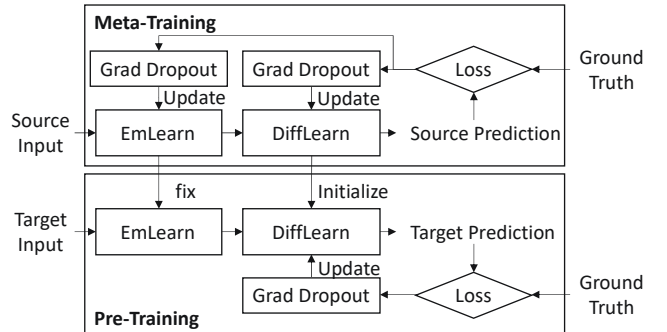 Meta-Training
Grad Dropout
Grad Dropout
Loss
Ground
Truth
Update
Update
Source
Input
EmLearn
DiffLearn
Source Prediction
fix
Initialize
Target
Input
EmLearn
DiffLearn
Target Prediction
Update
Grad Dropout
Loss
Ground
Truth
Pre-Training